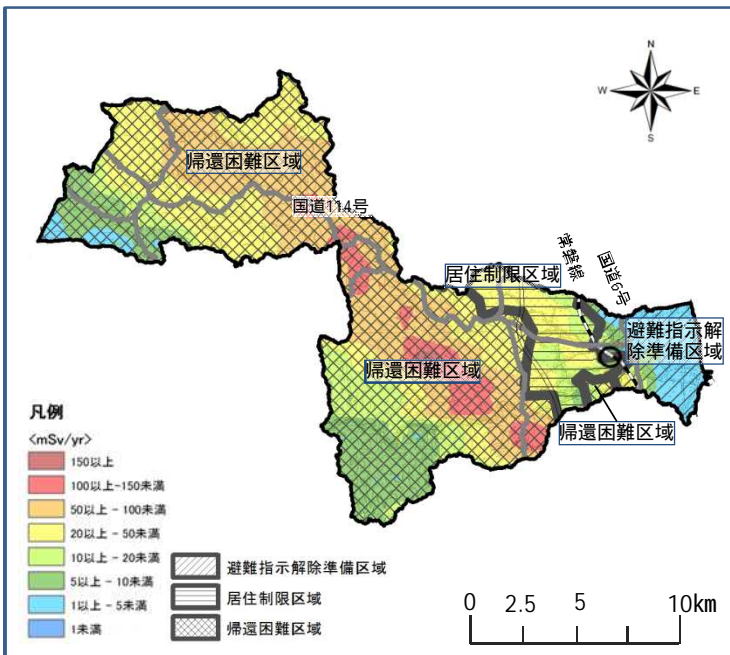 N
W E
S
帰還困難区域
国道114号
常磐線
国道6号
居住制限区域
避難指示解
除準備区域
帰還困難区域
帰還困難区域
凡例
<mSv/yr>
150以上
100以上-150未満
50以上-100未満
20以上-50未満
10以上-20未満
5以上-10未満
1以上-5未満
1未満
避難指示解除準備区域
居住制限区域
帰還困難区域
0 2.5 5 10km